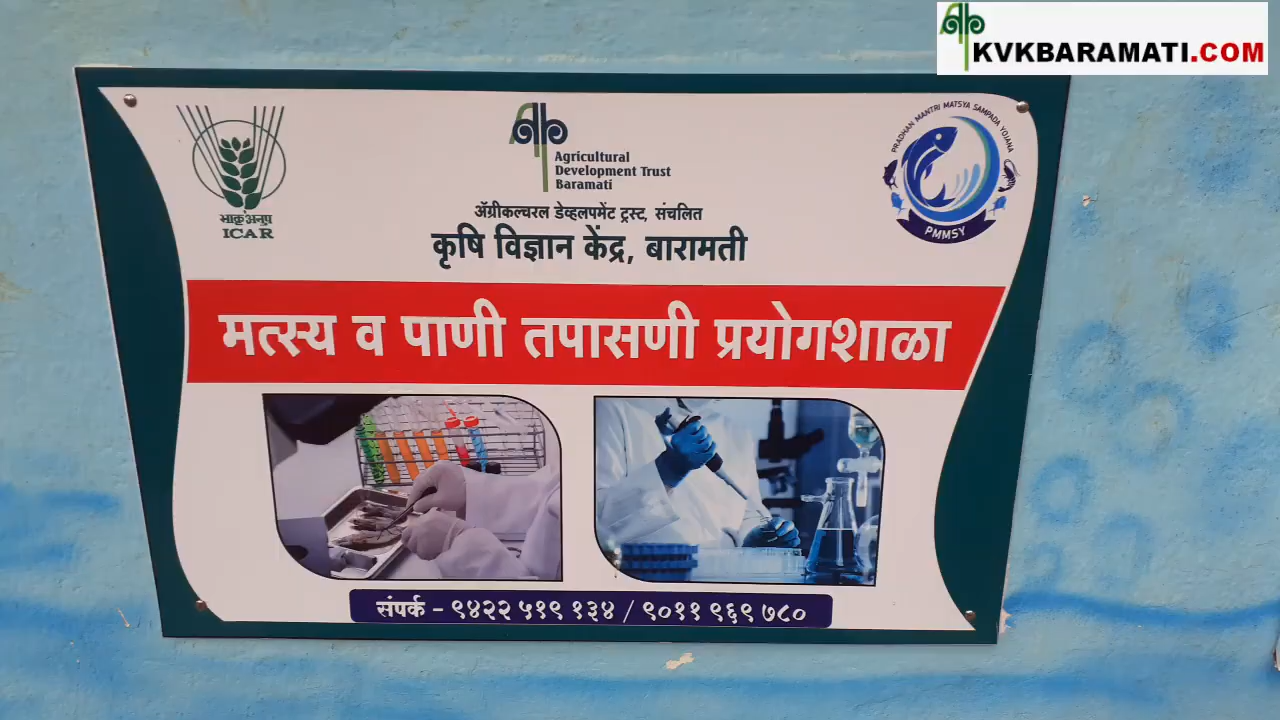 KVKBARAMATI.COM
भाकृअनुप
ICAR
Agricultural
Development Trust
Baramati
PRADHAN MANTRI MATSYA SAMPADA YOJANA
PMMSY
ॲग्रीकल्चरल डेव्हलपमेंट ट्रस्ट, संचलित
कृषि विज्ञान केंद्र, बारामती
मत्स्य व पाणी तपासणी प्रयोगशाळा
संपर्क – ९४२२ ५१९ १३४ / ९०११ ९६९ ७८०